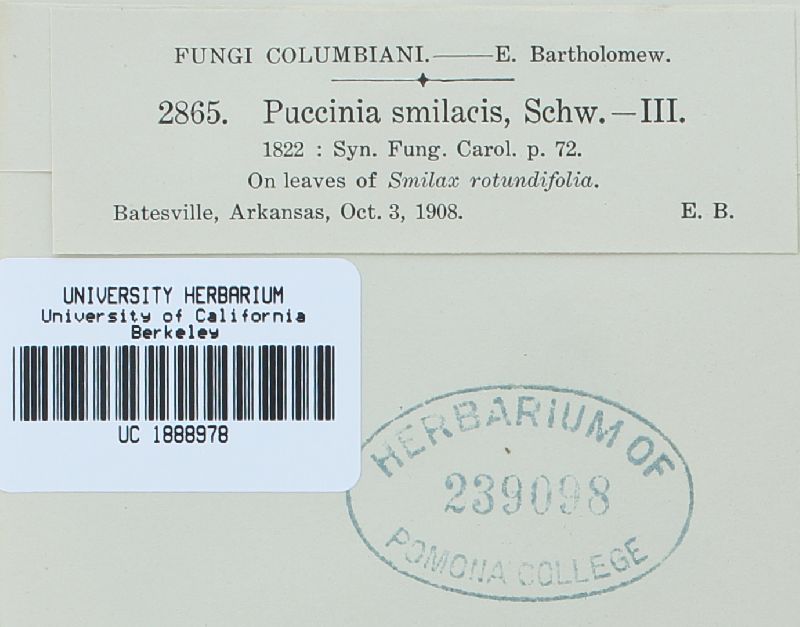 FUNGI COLUMBIANI.——E. Bartholomew.
2865. Puccinia smilacis, Schw.—III.
1822 : Syn. Fung. Carol. p. 72.
On leaves of Smilax rotundifolia.
Batesville, Arkansas, Oct. 3, 1908. E. B.
UNIVERSITY HERBARIUM
University of California
Berkeley
UC 1888978
HERBARIUM OF
239098
POMONA COLLEGE